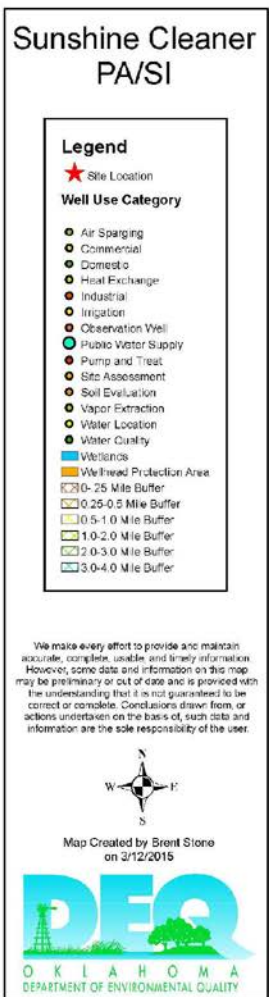 Sunshine Cleaner
PA/SI
Legend
Site Location
Well Use Category
Air Sparging
Commercial
Domestic
Heat Exchange
Industrial
Irrigation
Observation Well
Public Water Supply
Pump and Treat
Site Assessment
Soil Evaluation
Vapor Extraction
Water Location
Water Quality
Wetlands
Wellhead Protection Area
0-.25 Mile Buffer
0.25-0.5 Mile Buffer
0.5-1.0 Mile Buffer
1.0-2.0 Mile Buffer
2.0-3.0 Mile Buffer
3.0-4.0 Mile Buffer
We make every effort to provide and maintain
accurate, complete, usable, and timely information.
However, some data and information on this map
may be preliminary or out of date and is provided with
the understanding that it is not guaranteed to be
correct or complete. Conclusions drawn from, or
actions undertaken on the basis of, such data and
information are the sole responsibility of the user.
N
W E
S
Map Created by Brent Stone
on 3/12/2015
DEQ
OKLAHOMA
DEPARTMENT OF ENVIRONMENTAL QUALITY